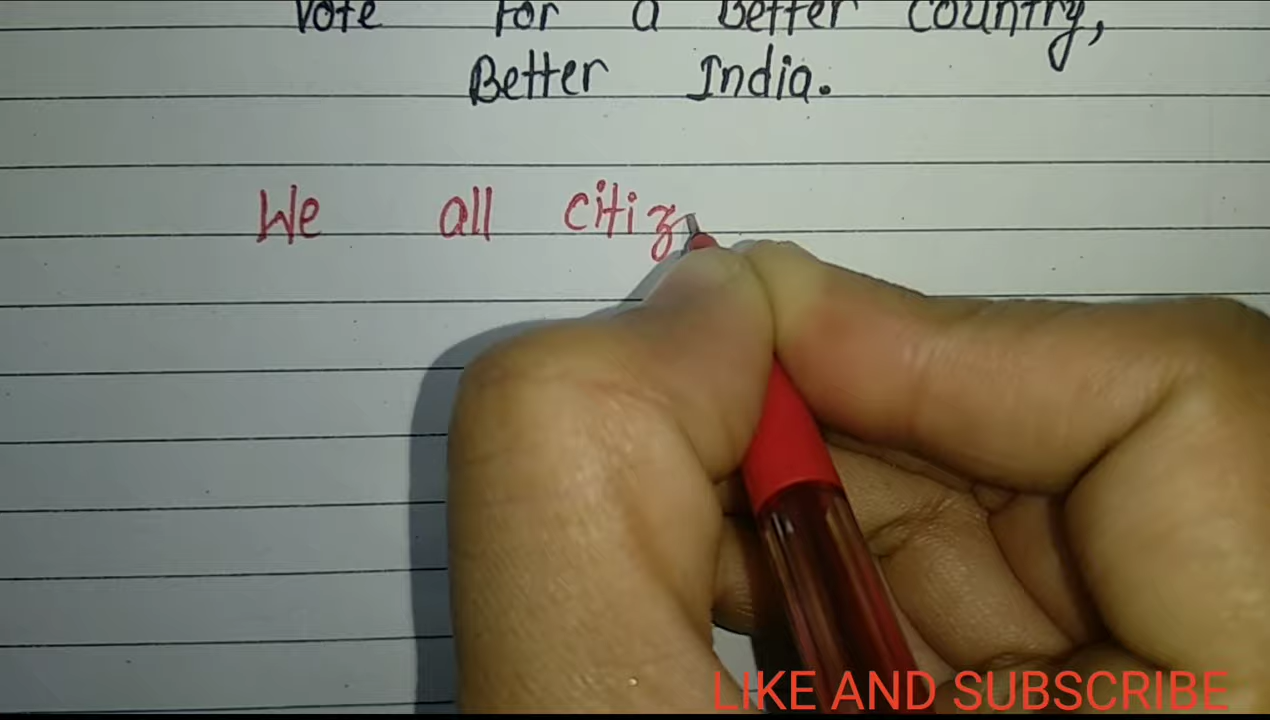 Vote for a better country,
Better India.
We all citiz
LIKE AND SUBSCRIBE